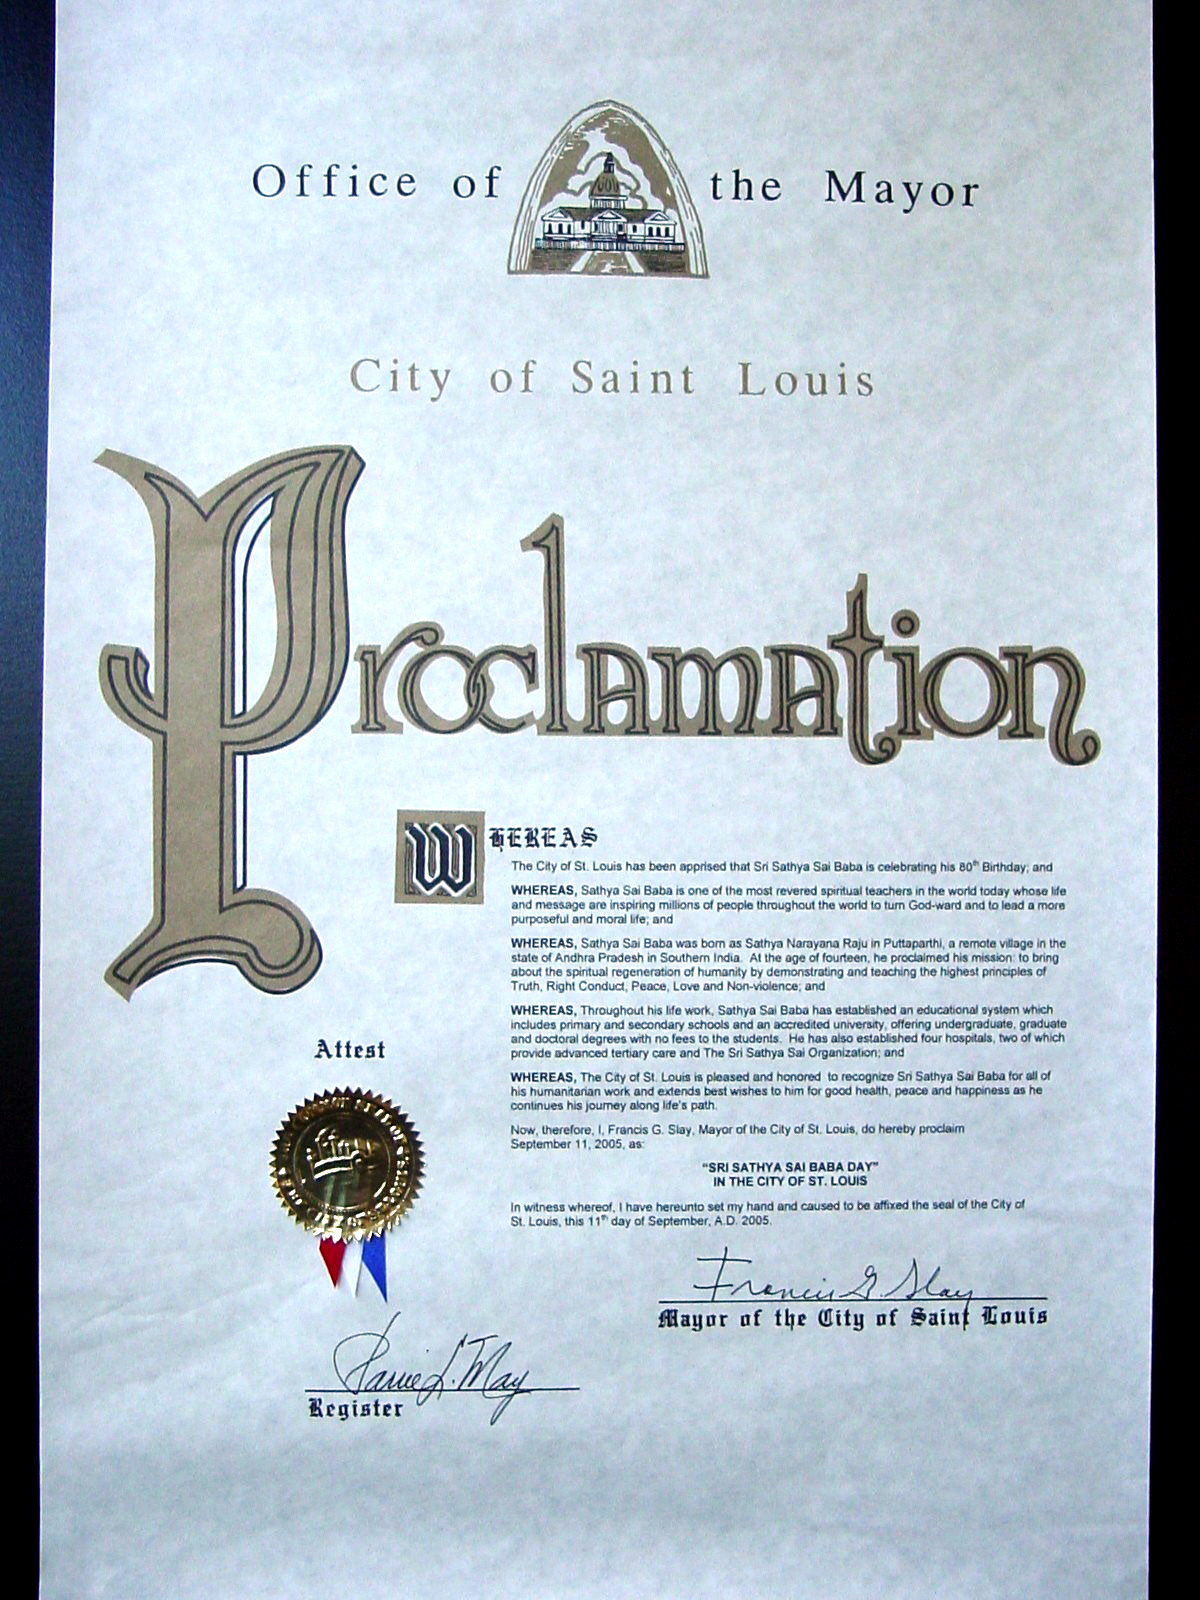 Office of the Mayor
City of Saint Louis
Proclamation
WHEREAS
The City of St. Louis has been apprised that Sri Sathya Sai Baba is celebrating his 80th Birthday; and
WHEREAS, Sathya Sai Baba is one of the most revered spiritual teachers in the world today whose life
and message are inspiring millions of people throughout the world to turn God-ward and to lead a more
purposeful and moral life; and
WHEREAS, Sathya Sai Baba was born as Sathya Narayana Raju in Puttaparthi, a remote village in the
state of Andhra Pradesh in Southern India. At the age of fourteen, he proclaimed his mission: to bring
about the spiritual regeneration of humanity by demonstrating and teaching the highest principles of
Truth, Right Conduct, Peace, Love and Non-violence; and
WHEREAS, Throughout his life work, Sathya Sai Baba has established an educational system which
includes primary and secondary schools and an accredited university, offering undergraduate, graduate
and doctoral degrees with no fees to the students. He has also established four hospitals, two of which
provide advanced tertiary care and The Sri Sathya Sai Organization; and
WHEREAS, The City of St. Louis is pleased and honored to recognize Sri Sathya Sai Baba for all of
his humanitarian work and extends best wishes to him for good health, peace and happiness as he
continues his journey along life's path.
Now, therefore, I, Francis G. Slay, Mayor of the City of St. Louis, do hereby proclaim
September 11, 2005, as:
"SRI SATHYA SAI BABA DAY"
IN THE CITY OF ST. LOUIS
In witness whereof, I have hereunto set my hand and caused to be affixed the seal of the City of
St. Louis, this 11th day of September, A.D. 2005.
Francis G. Slay
Mayor of the City of Saint Louis
Attest
L. May
Register